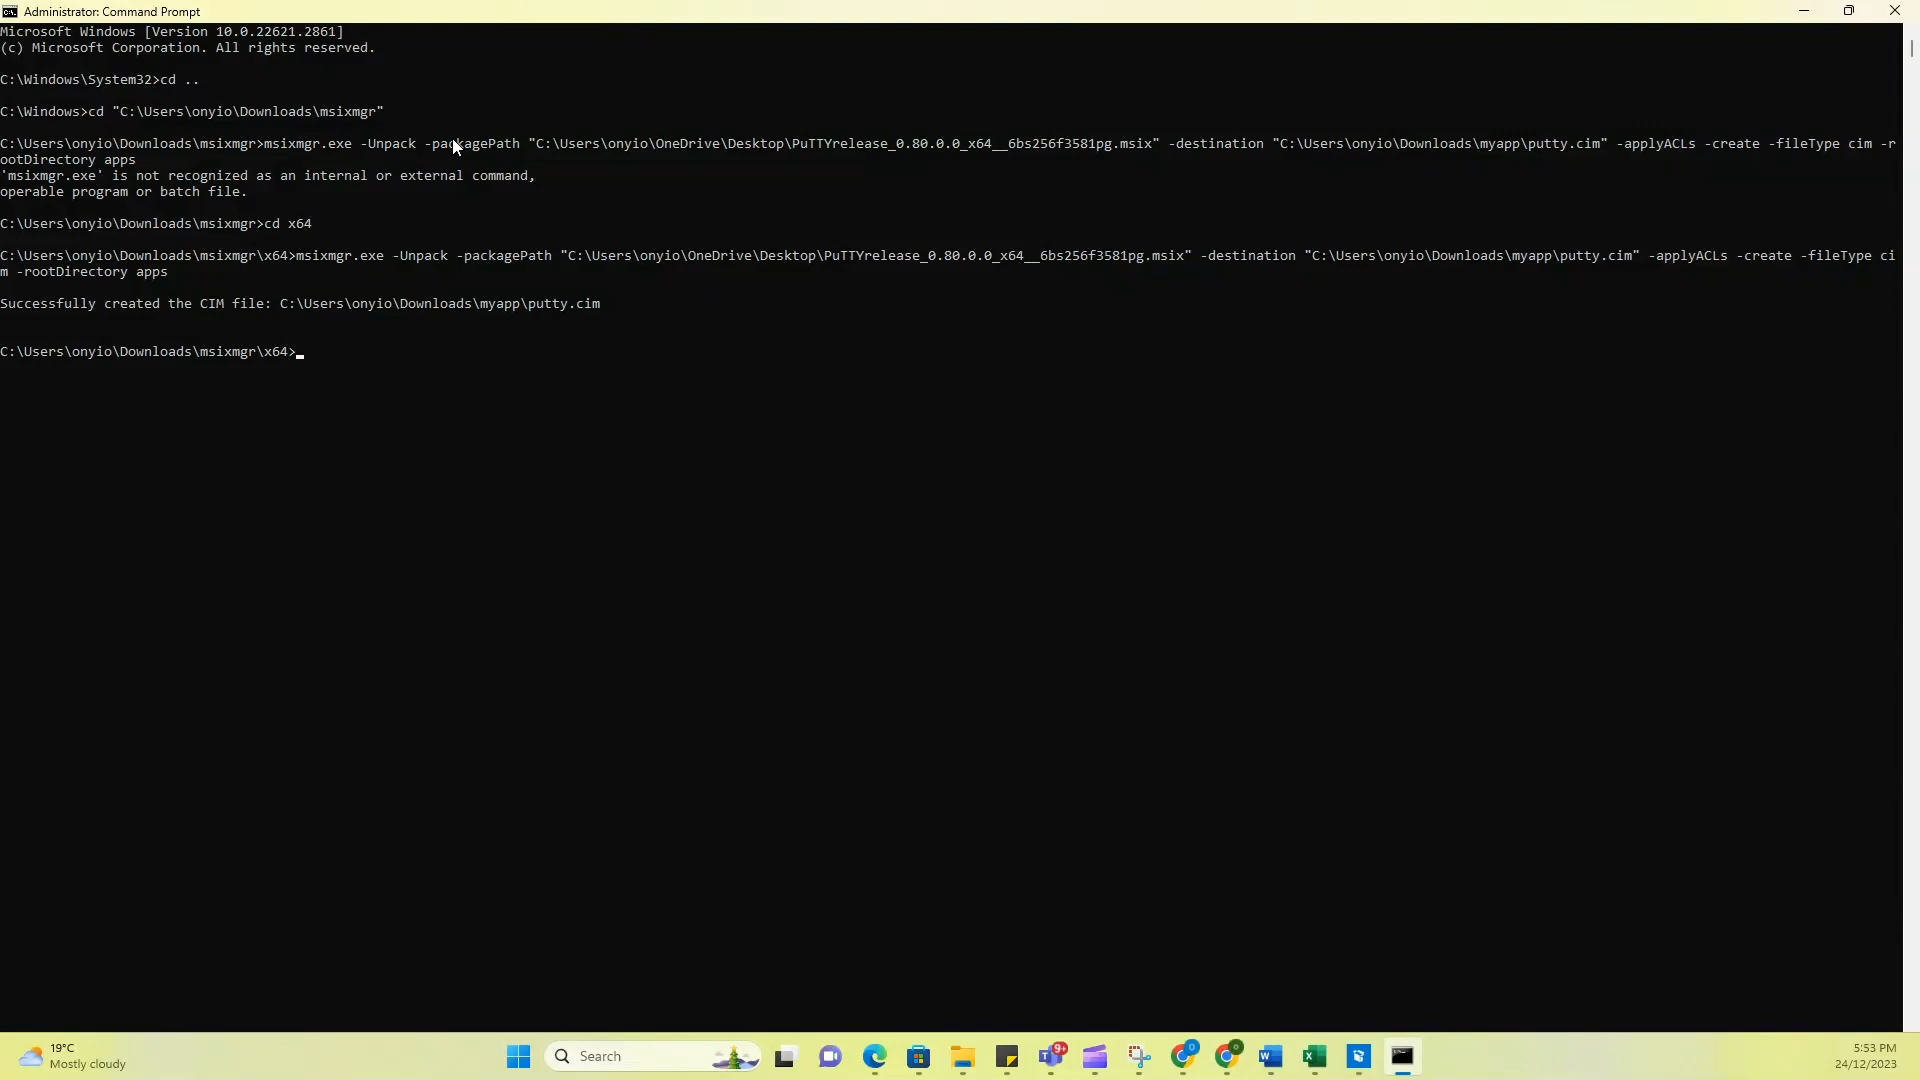 Administrator: Command Prompt
Microsoft Windows [Version 10.0.22621.2861]
(c) Microsoft Corporation. All rights reserved.
C:\Windows\System32>cd ..
C:\Windows>cd "C:\Users\onyio\Downloads\msixmgr"
C:\Users\onyio\Downloads\msixmgr>msixmgr.exe -Unpack -packagePath "C:\Users\onyio\OneDrive\Desktop\PuTTYrelease_0.80.0.0_x64__6bs256f3581pg.msix" -destination "C:\Users\onyio\Downloads\myapp\putty.cim" -applyACLs -create -fileType cim -r
ootDirectory apps
'msixmgr.exe' is not recognized as an internal or external command,
operable program or batch file.
C:\Users\onyio\Downloads\msixmgr>cd x64
C:\Users\onyio\Downloads\msixmgr\x64>msixmgr.exe -Unpack -packagePath "C:\Users\onyio\OneDrive\Desktop\PuTTYrelease_0.80.0.0_x64__6bs256f3581pg.msix" -destination "C:\Users\onyio\Downloads\myapp\putty.cim" -applyACLs -create -fileType ci
m -rootDirectory apps
Successfully created the CIM file: C:\Users\onyio\Downloads\myapp\putty.cim
C:\Users\onyio\Downloads\msixmgr\x64>
19°C
Mostly cloudy
Search
9+
5:53 PM
24/12/2023